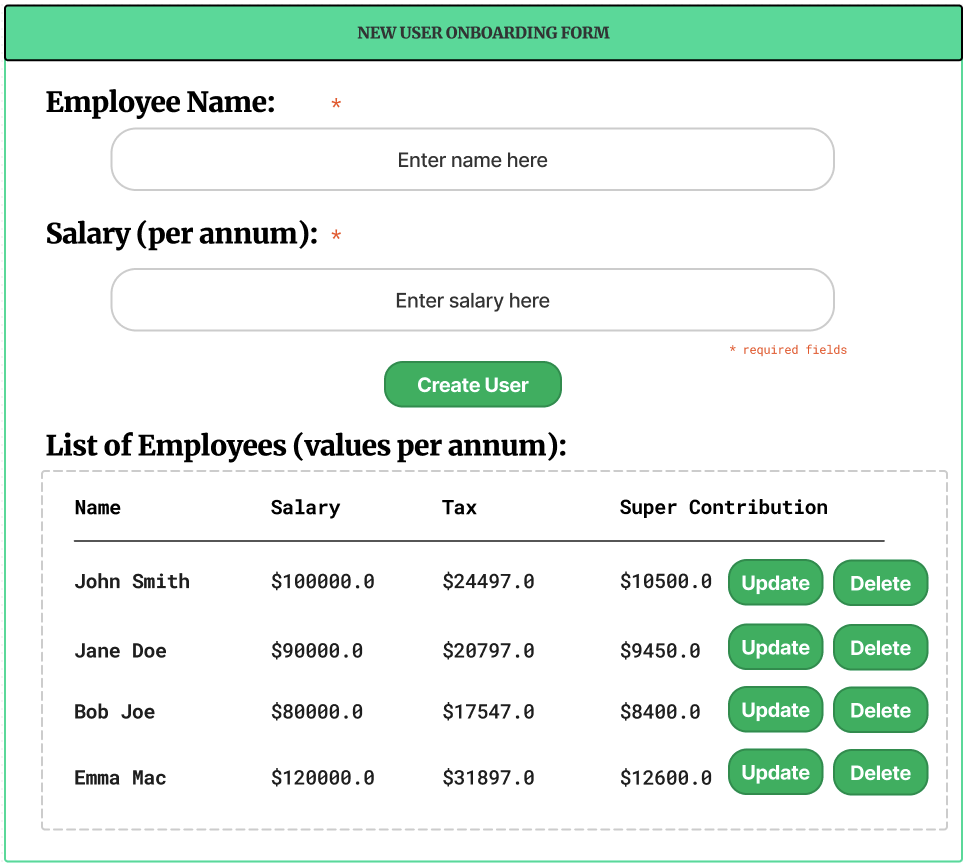 NEW USER ONBOARDING FORM
Employee Name: *
Enter name here
Salary (per annum): *
Enter salary here
* required fields
Create User
List of Employees (values per annum):
Name Salary Tax Super Contribution
John Smith $100000.0 $24497.0 $10500.0 Update Delete
Jane Doe $90000.0 $20797.0 $9450.0 Update Delete
Bob Joe $80000.0 $17547.0 $8400.0 Update Delete
Emma Mac $120000.0 $31897.0 $12600.0 Update Delete